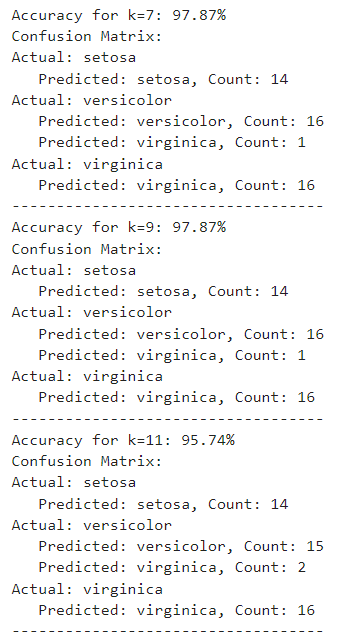 Accuracy for k=7: 97.87%
Confusion Matrix:
Actual: setosa
   Predicted: setosa, Count: 14
Actual: versicolor
   Predicted: versicolor, Count: 16
   Predicted: virginica, Count: 1
Actual: virginica
   Predicted: virginica, Count: 16
-----------------------------------
Accuracy for k=9: 97.87%
Confusion Matrix:
Actual: setosa
   Predicted: setosa, Count: 14
Actual: versicolor
   Predicted: versicolor, Count: 16
   Predicted: virginica, Count: 1
Actual: virginica
   Predicted: virginica, Count: 16
-----------------------------------
Accuracy for k=11: 95.74%
Confusion Matrix:
Actual: setosa
   Predicted: setosa, Count: 14
Actual: versicolor
   Predicted: versicolor, Count: 15
   Predicted: virginica, Count: 2
Actual: virginica
   Predicted: virginica, Count: 16
-----------------------------------